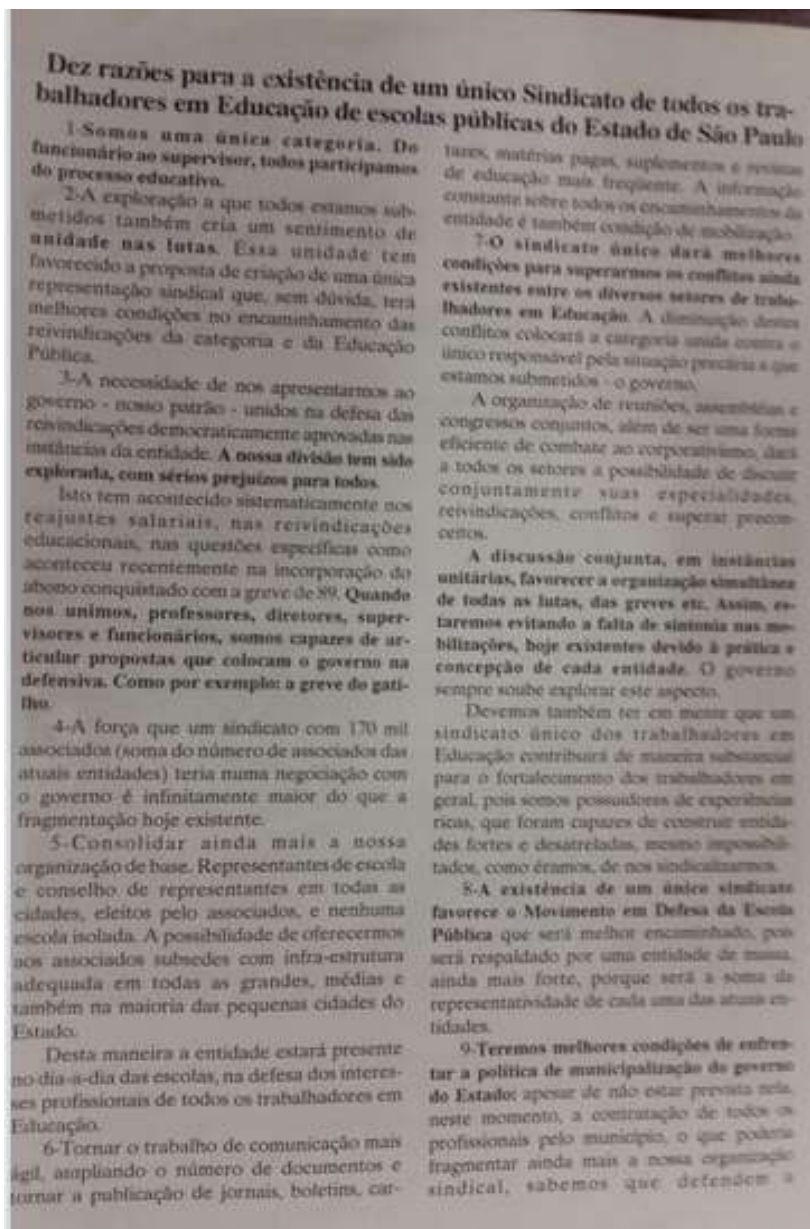 Dez razões para a existência de um único Sindicato de todos os tra-
balhadores em Educação de escolas públicas do Estado de São Paulo
1-Somos uma única categoria. Do
funcionário ao supervisor, todos participamos
do processo educativo.
2-A exploração a que todos estamos sub-
metidos também cria um sentimento de
unidade nas lutas. Essa unidade tem
favorecido a proposta de criação de uma única
representação sindical que, sem dúvida, terá
melhores condições no encaminhamento das
reivindicações da categoria e da Educação
Pública.
3-A necessidade de nos apresentarmos ao
governo - nosso patrão - unidos na defesa das
reivindicações democraticamente aprovadas nas
instâncias da entidade. A nossa divisão tem sido
explorada, com sérios prejuízos para todos.
Isto tem acontecido sistematicamente nos
reajustes salariais, nas reivindicações
educacionais, nas questões específicas como
aconteceu recentemente na incorporação do
abono conquistado com a greve de 89. Quando
nos unimos, professores, diretores, super-
visores e funcionários, somos capazes de ar-
ticular propostas que colocam o governo na
defensiva. Como por exemplo: a greve do gati-
lho.
4-A força que um sindicato com 170 mil
associados (soma do número de associados das
atuais entidades) teria numa negociação com
o governo é infinitamente maior do que a
fragmentação hoje existente.
5-Consolidar ainda mais a nossa
organização de base. Representantes de escola
e conselho de representantes em todas as
cidades, eleitos pelo associados, e nenhuma
escola isolada. A possibilidade de oferecermos
aos associados subsedes com infra-estrutura
adequada em todas as grandes, médias e
também na maioria das pequenas cidades do
Estado.
Desta maneira a entidade estará presente
no dia-a-dia das escolas, na defesa dos interes-
ses profissionais de todos os trabalhadores em
Educação.
6-Tornar o trabalho de comunicação mais
ágil, ampliando o número de documentos e
tornar a publicação de jornais, boletins, car-
tazes, matérias pagas, suplementos e revistas
de educação mais freqüente. A informação
constante sobre todos os encaminhamentos da
entidade é também condição de mobilização.
7-O sindicato único dará melhores
condições para superarmos os conflitos ainda
existentes entre os diversos setores de traba-
lhadores em Educação. A diminuição destes
conflitos colocará a categoria unida contra o
único responsável pela situação precária a que
estamos submetidos - o governo.
A organização de reuniões, assembléias e
congressos conjuntos, além de ser uma forma
eficiente de combate ao corporativismo, dará
a todos os setores a possibilidade de discutir
conjuntamente suas especialidades,
reivindicações, conflitos e superar precon-
ceitos.
A discussão conjunta, em instâncias
unitárias, favorecer a organização simultânea
de todas as lutas, das greves etc. Assim, es-
taremos evitando a falta de sintonia nas mo-
bilizações, hoje existentes devido à prática e
concepção de cada entidade. O governo
sempre soube explorar este aspecto.
Devemos também ter em mente que um
sindicato único dos trabalhadores em
Educação contribuirá de maneira substancial
para o fortalecimento dos trabalhadores em
geral, pois somos possuidores de experiências
ricas, que foram capazes de construir entida-
des fortes e desatreladas, mesmo impossibili-
tados, como éramos, de nos sindicalizarmos.
8-A existência de um único sindicato
favorece o Movimento em Defesa da Escola
Pública que será melhor encaminhado, pois
será respaldado por uma entidade de massa,
ainda mais forte, porque será a soma da
representatividade de cada uma das atuais en-
tidades.
9-Teremos melhores condições de enfren-
tar a política de municipalização do governo
do Estado: apesar de não estar prevista nela,
neste momento, a contratação de todos os
profissionais pelo município, o que poderia
fragmentar ainda mais a nossa organização
sindical, sabemos que defendem a